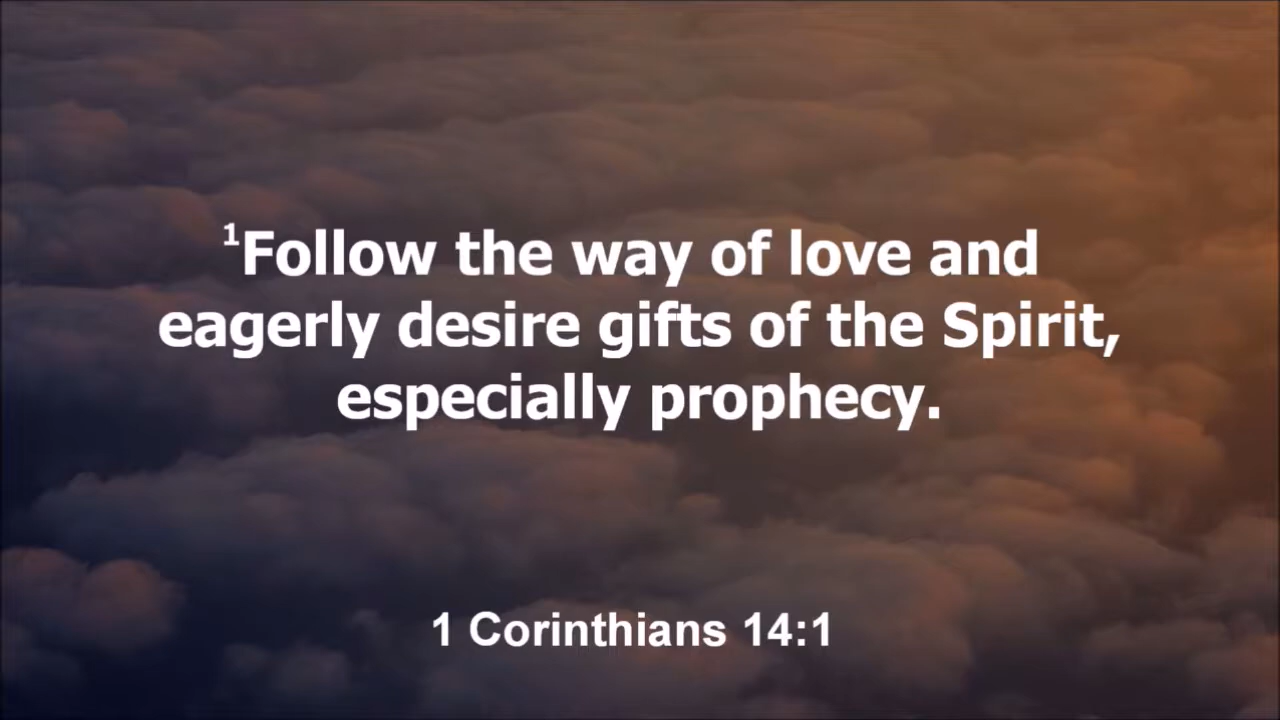 ¹Follow the way of love and
eagerly desire gifts of the Spirit,
especially prophecy.
1 Corinthians 14:1